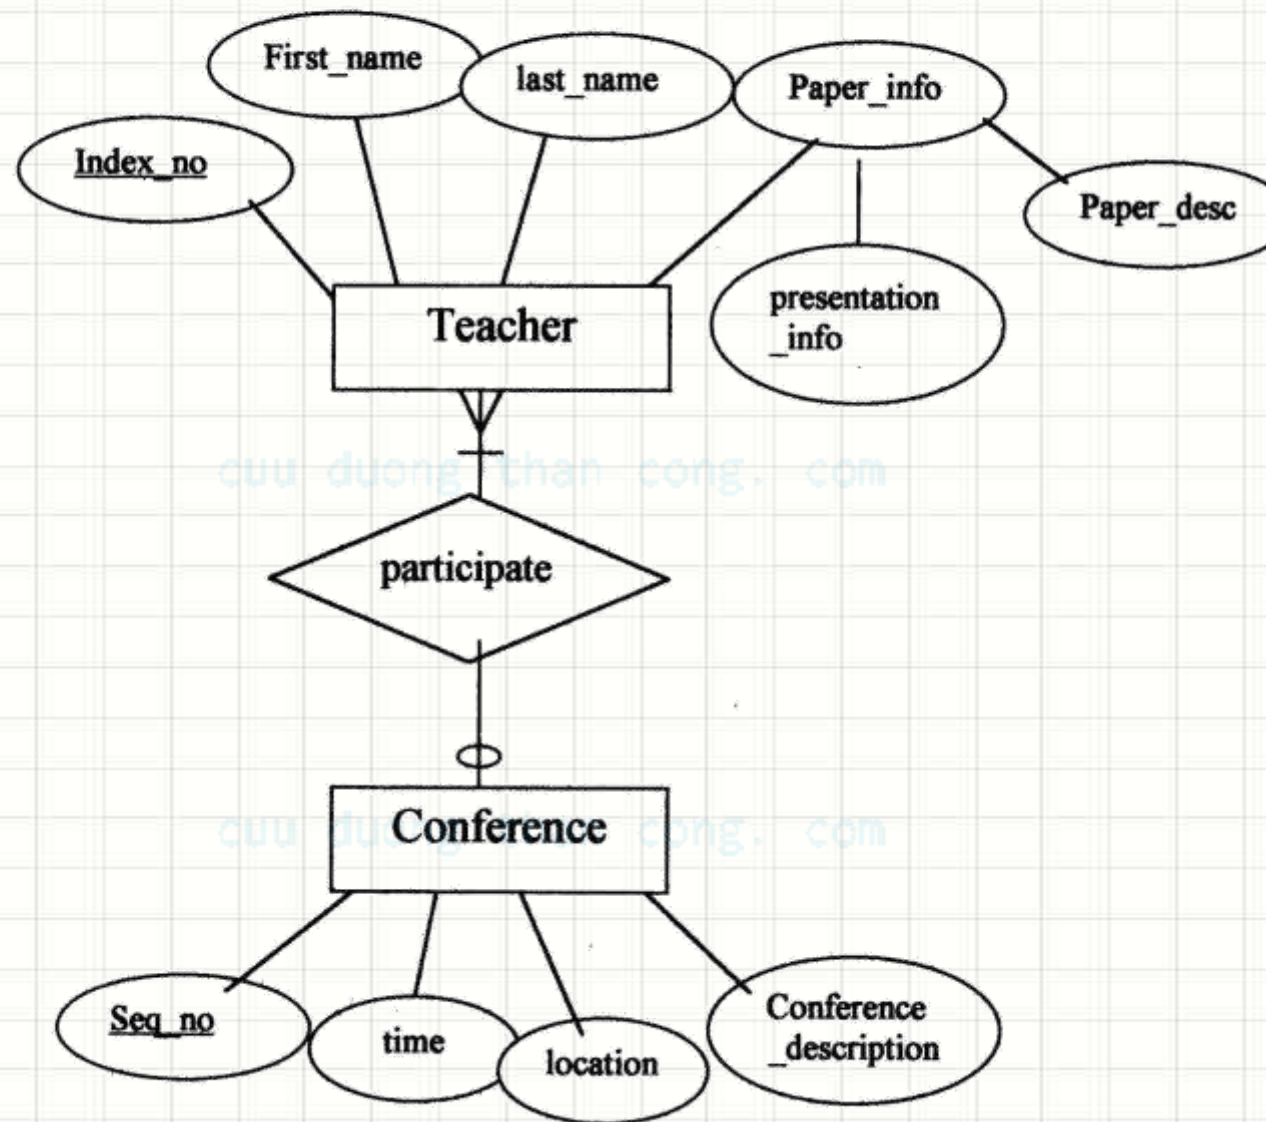 First_name
last_name
Paper_info
Index_no
Paper_desc
presentation
_info
Teacher
cuu duong than cong. com
participate
Conference
cuu duong than cong. com
Seq_no
time
location
Conference
_description